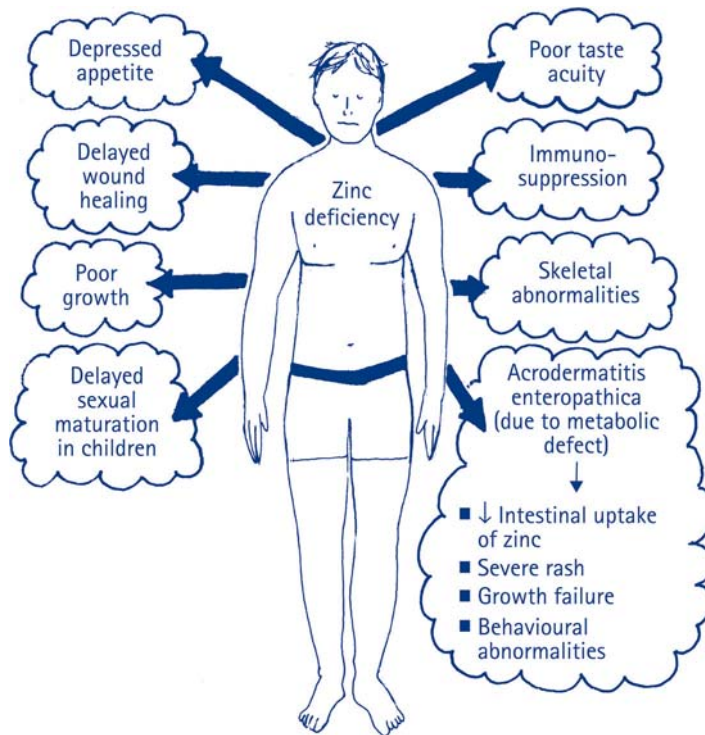 Depressed
appetite
Poor taste
acuity
Delayed
wound
healing
Zinc
deficiency
Immuno-
suppression
Poor
growth
Skeletal
abnormalities
Delayed
sexual
maturation
in children
Acrodermatitis
enteropathica
(due to metabolic
defect)
↓
■ ↓ Intestinal uptake
of zinc
■ Severe rash
■ Growth failure
■ Behavioural
abnormalities